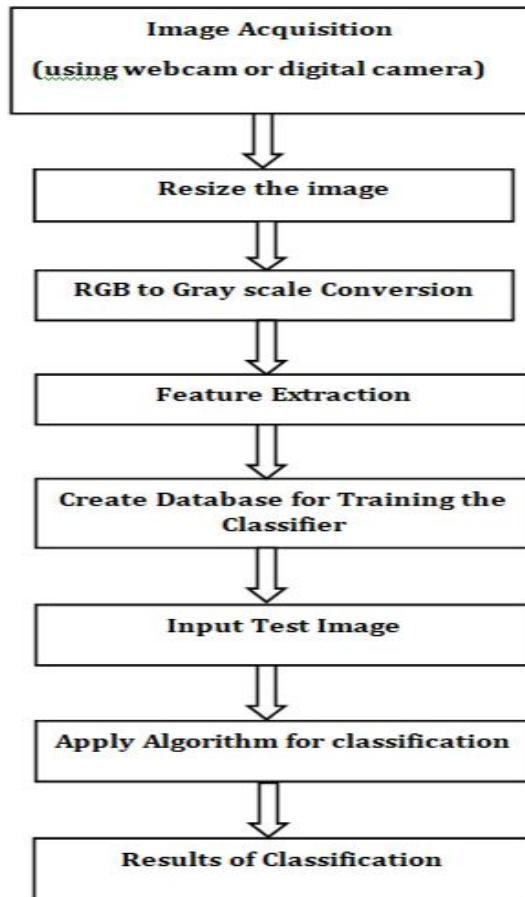 Image Acquisition
(using webcam or digital camera)
Resize the image
RGB to Gray scale Conversion
Feature Extraction
Create Database for Training the
Classifier
Input Test Image
Apply Algorithm for classification
Results of Classification